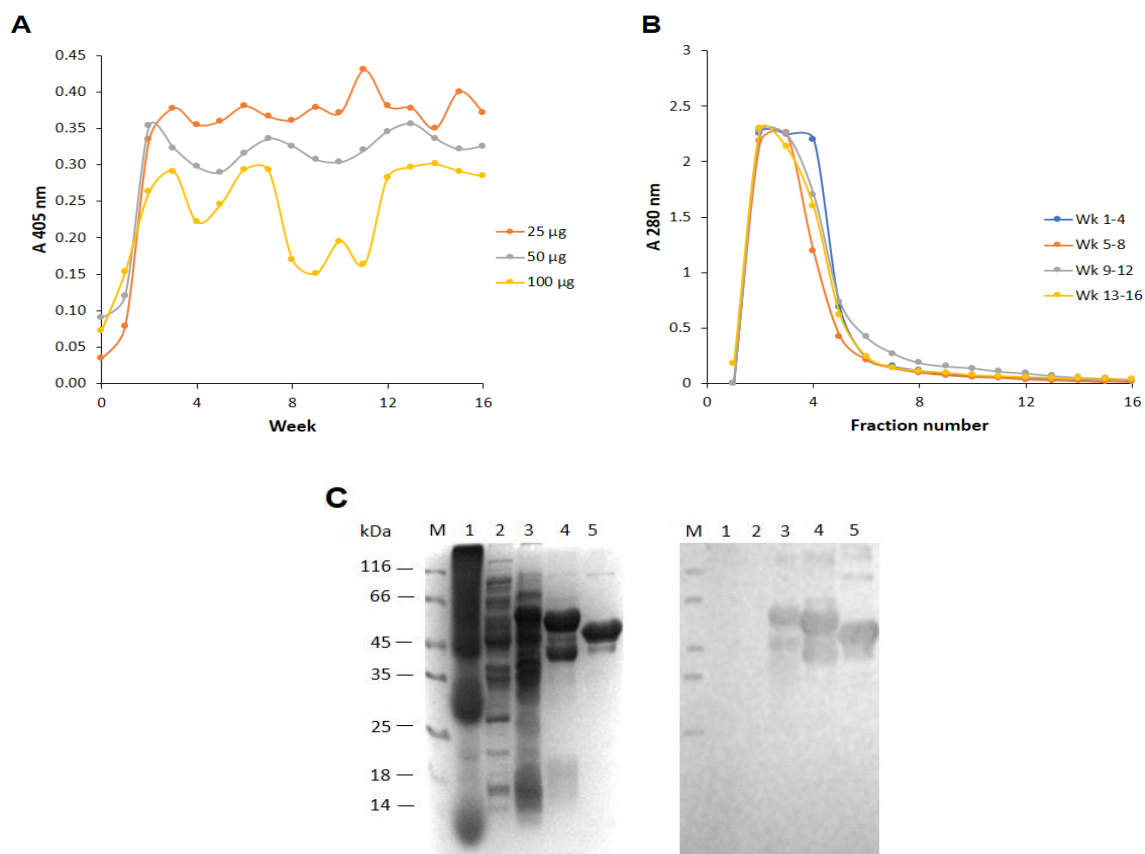 A
A 405 nm
0.45
0.40
0.35
0.30
0.25
0.20
0.15
0.10
0.05
0.00
0 4 8 12 16
Week
25 µg
50 µg
100 µg
B
A 280 nm
3
2.5
2
1.5
1
0.5
0
0 4 8 12 16
Fraction number
Wk 1-4
Wk 5-8
Wk 9-12
Wk 13-16
C
kDa M 1 2 3 4 5
116
66
45
35
25
18
14
M 1 2 3 4 5